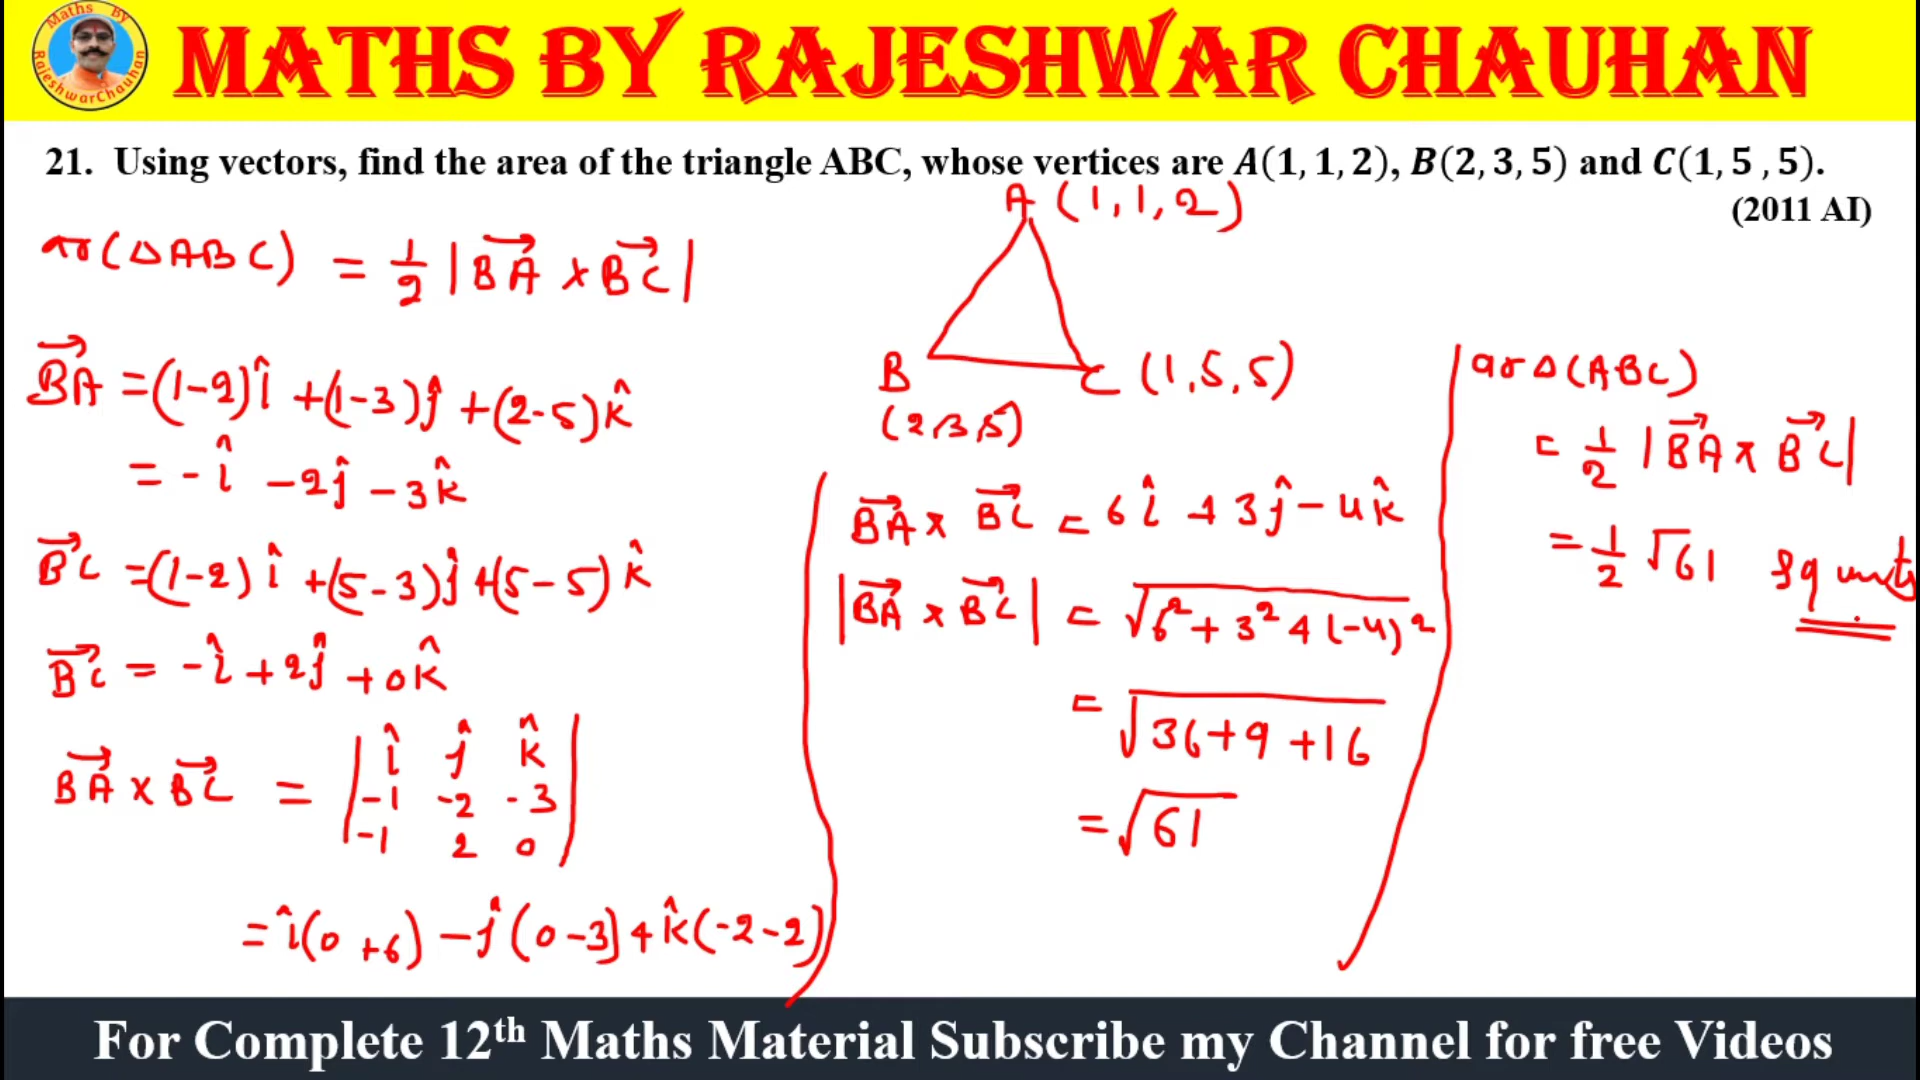 Maths By
RajeshwarChauhan
MATHS BY RAJESHWAR CHAUHAN
21. Using vectors, find the area of the triangle ABC, whose vertices are A(1, 1, 2), B(2, 3, 5) and C(1, 5 , 5).
(2011 AI)
A (1, 1, 2)
B
(2,3,5)
C (1, 5, 5)
ar(△ABC) = 1/2 |BA⃗ × BC⃗|
BA⃗ = (1-2)î + (1-3)ĵ + (2-5)k̂
= -î - 2ĵ - 3k̂
BC⃗ = (1-2)î + (5-3)ĵ + (5-5)k̂
BC⃗ = -î + 2ĵ + 0k̂
BA⃗ × BC⃗ = | î ĵ k̂ |
| -1 -2 -3 |
| -1 2 0 |
= î(0+6) - ĵ(0-3) + k̂(-2-2)
BA⃗ × BC⃗ = 6î + 3ĵ - 4k̂
|BA⃗ × BC⃗| = √(6² + 3² + (-4)²)
= √(36+9+16)
= √61
ar△(ABC)
= 1/2 |BA⃗ × BC⃗|
= 1/2 √61 sq units
For Complete 12th Maths Material Subscribe my Channel for free Videos